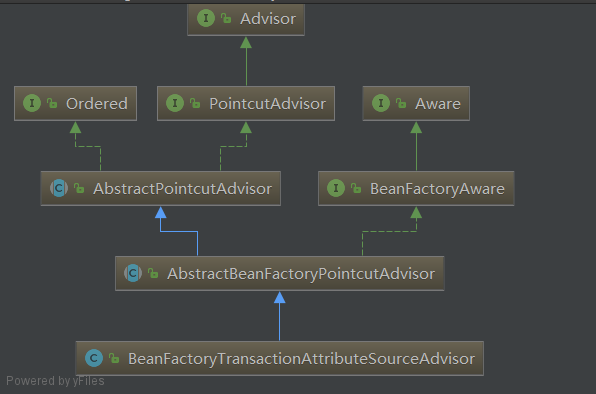 Advisor
Ordered
PointcutAdvisor
Aware
AbstractPointcutAdvisor
BeanFactoryAware
AbstractBeanFactoryPointcutAdvisor
BeanFactoryTransactionAttributeSourceAdvisor
Powered by yFiles